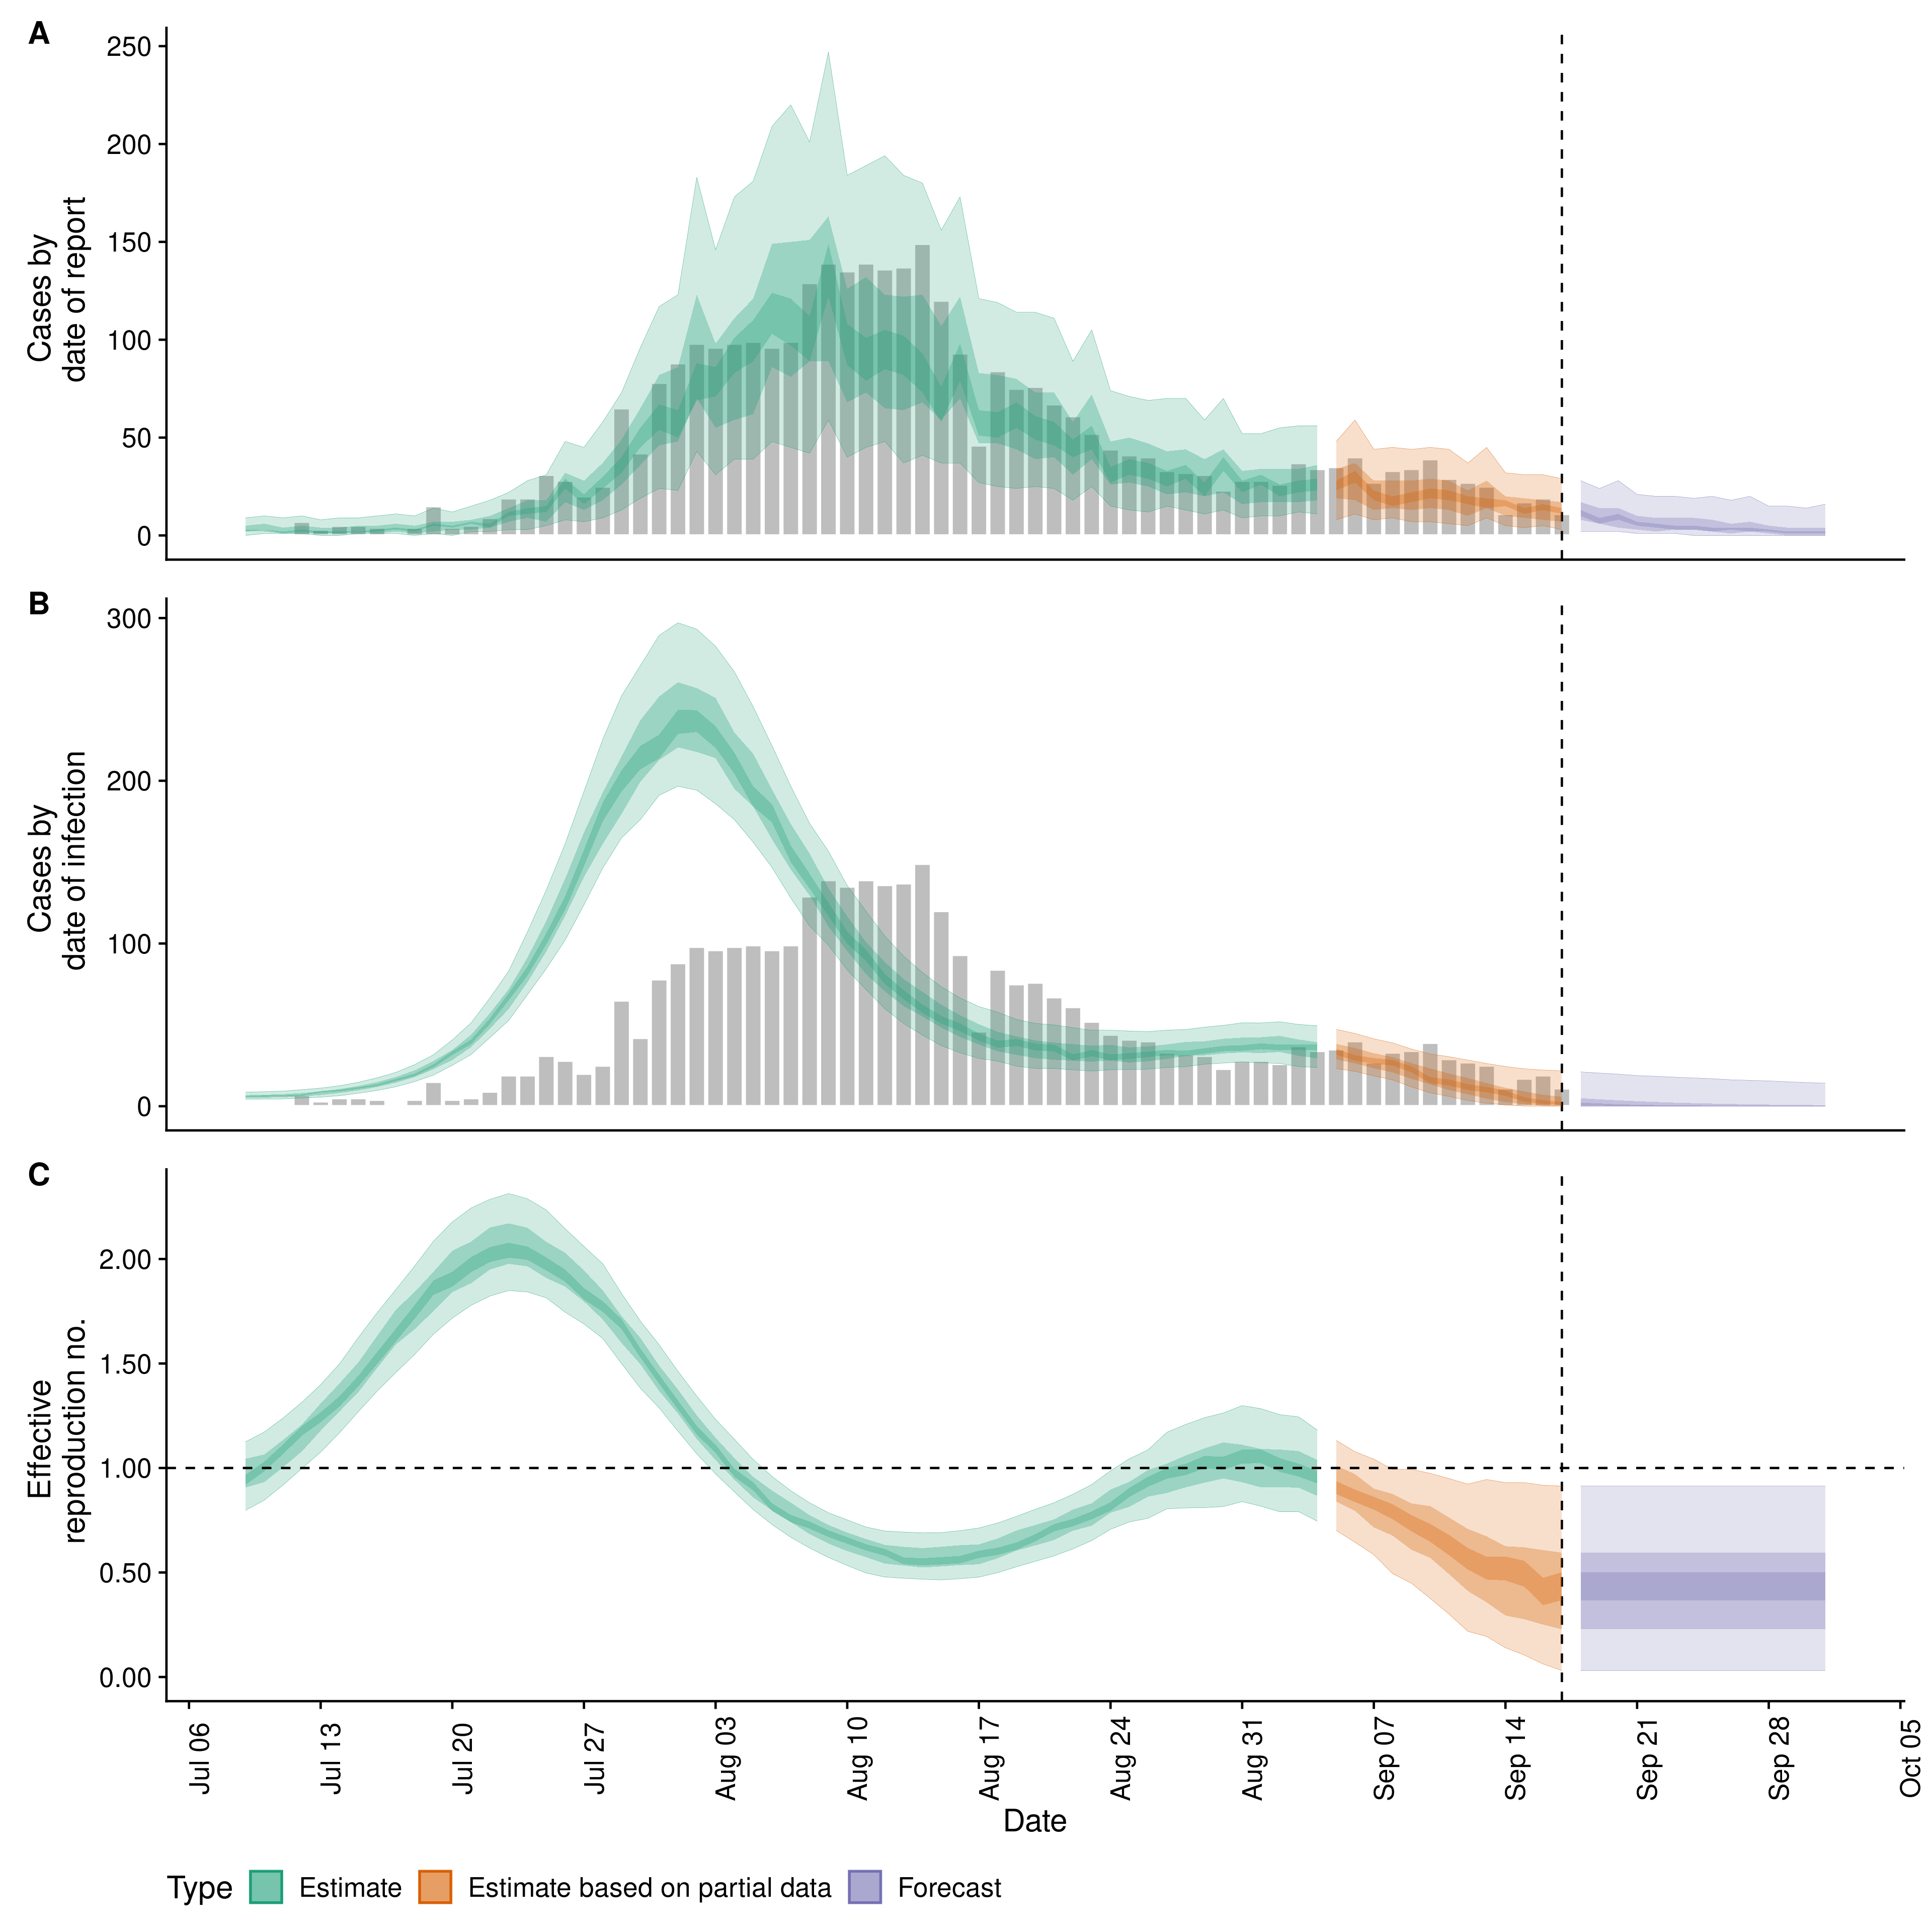 A
250
200
150
100
50
0
Cases by
date of report
B
300
200
100
0
Cases by
date of infection
C
2.00
1.50
1.00
0.50
0.00
Effective
reproduction no.
Jul 06
Jul 13
Jul 20
Jul 27
Aug 03
Aug 10
Aug 17
Aug 24
Aug 31
Sep 07
Sep 14
Sep 21
Sep 28
Oct 05
Date
Type Estimate Estimate based on partial data Forecast